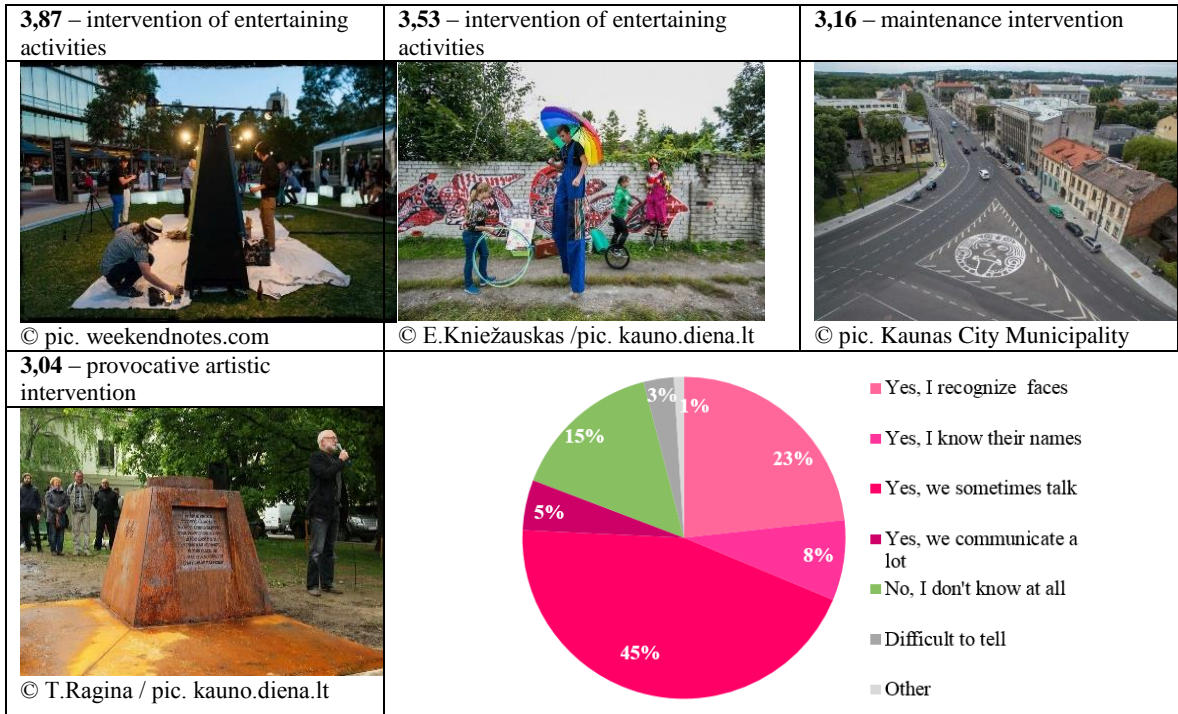 3,87 – intervention of entertaining
activities
3,53 – intervention of entertaining
activities
3,16 – maintenance intervention
© pic. weekendnotes.com
© E.Kniežauskas /pic. kauno.diena.lt
© pic. Kaunas City Municipality
3,04 – provocative artistic
intervention
© T.Ragina / pic. kauno.diena.lt
3%
1%
15%
23%
5%
8%
45%
Yes, I recognize faces
Yes, I know their names
Yes, we sometimes talk
Yes, we communicate a
lot
No, I don't know at all
Difficult to tell
Other